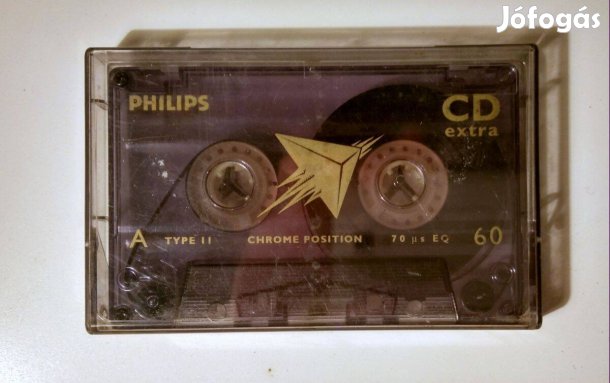 Jófogás
PHILIPS
CD
extra
A TYPE II CHROME POSITION 70 µs EQ 60